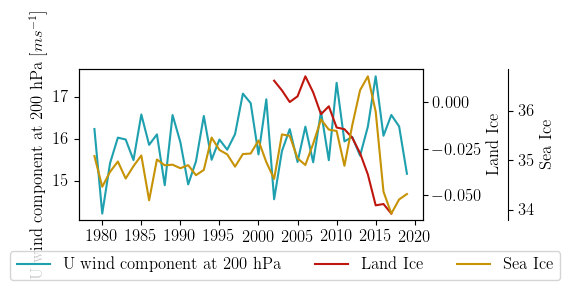 U wind component at 200 hPa [ms⁻¹]
17
16
15
0.000
−0.025
−0.050
Land Ice
36
35
34
Sea Ice
1980 1985 1990 1995 2000 2005 2010 2015 2020
U wind component at 200 hPa Land Ice Sea Ice